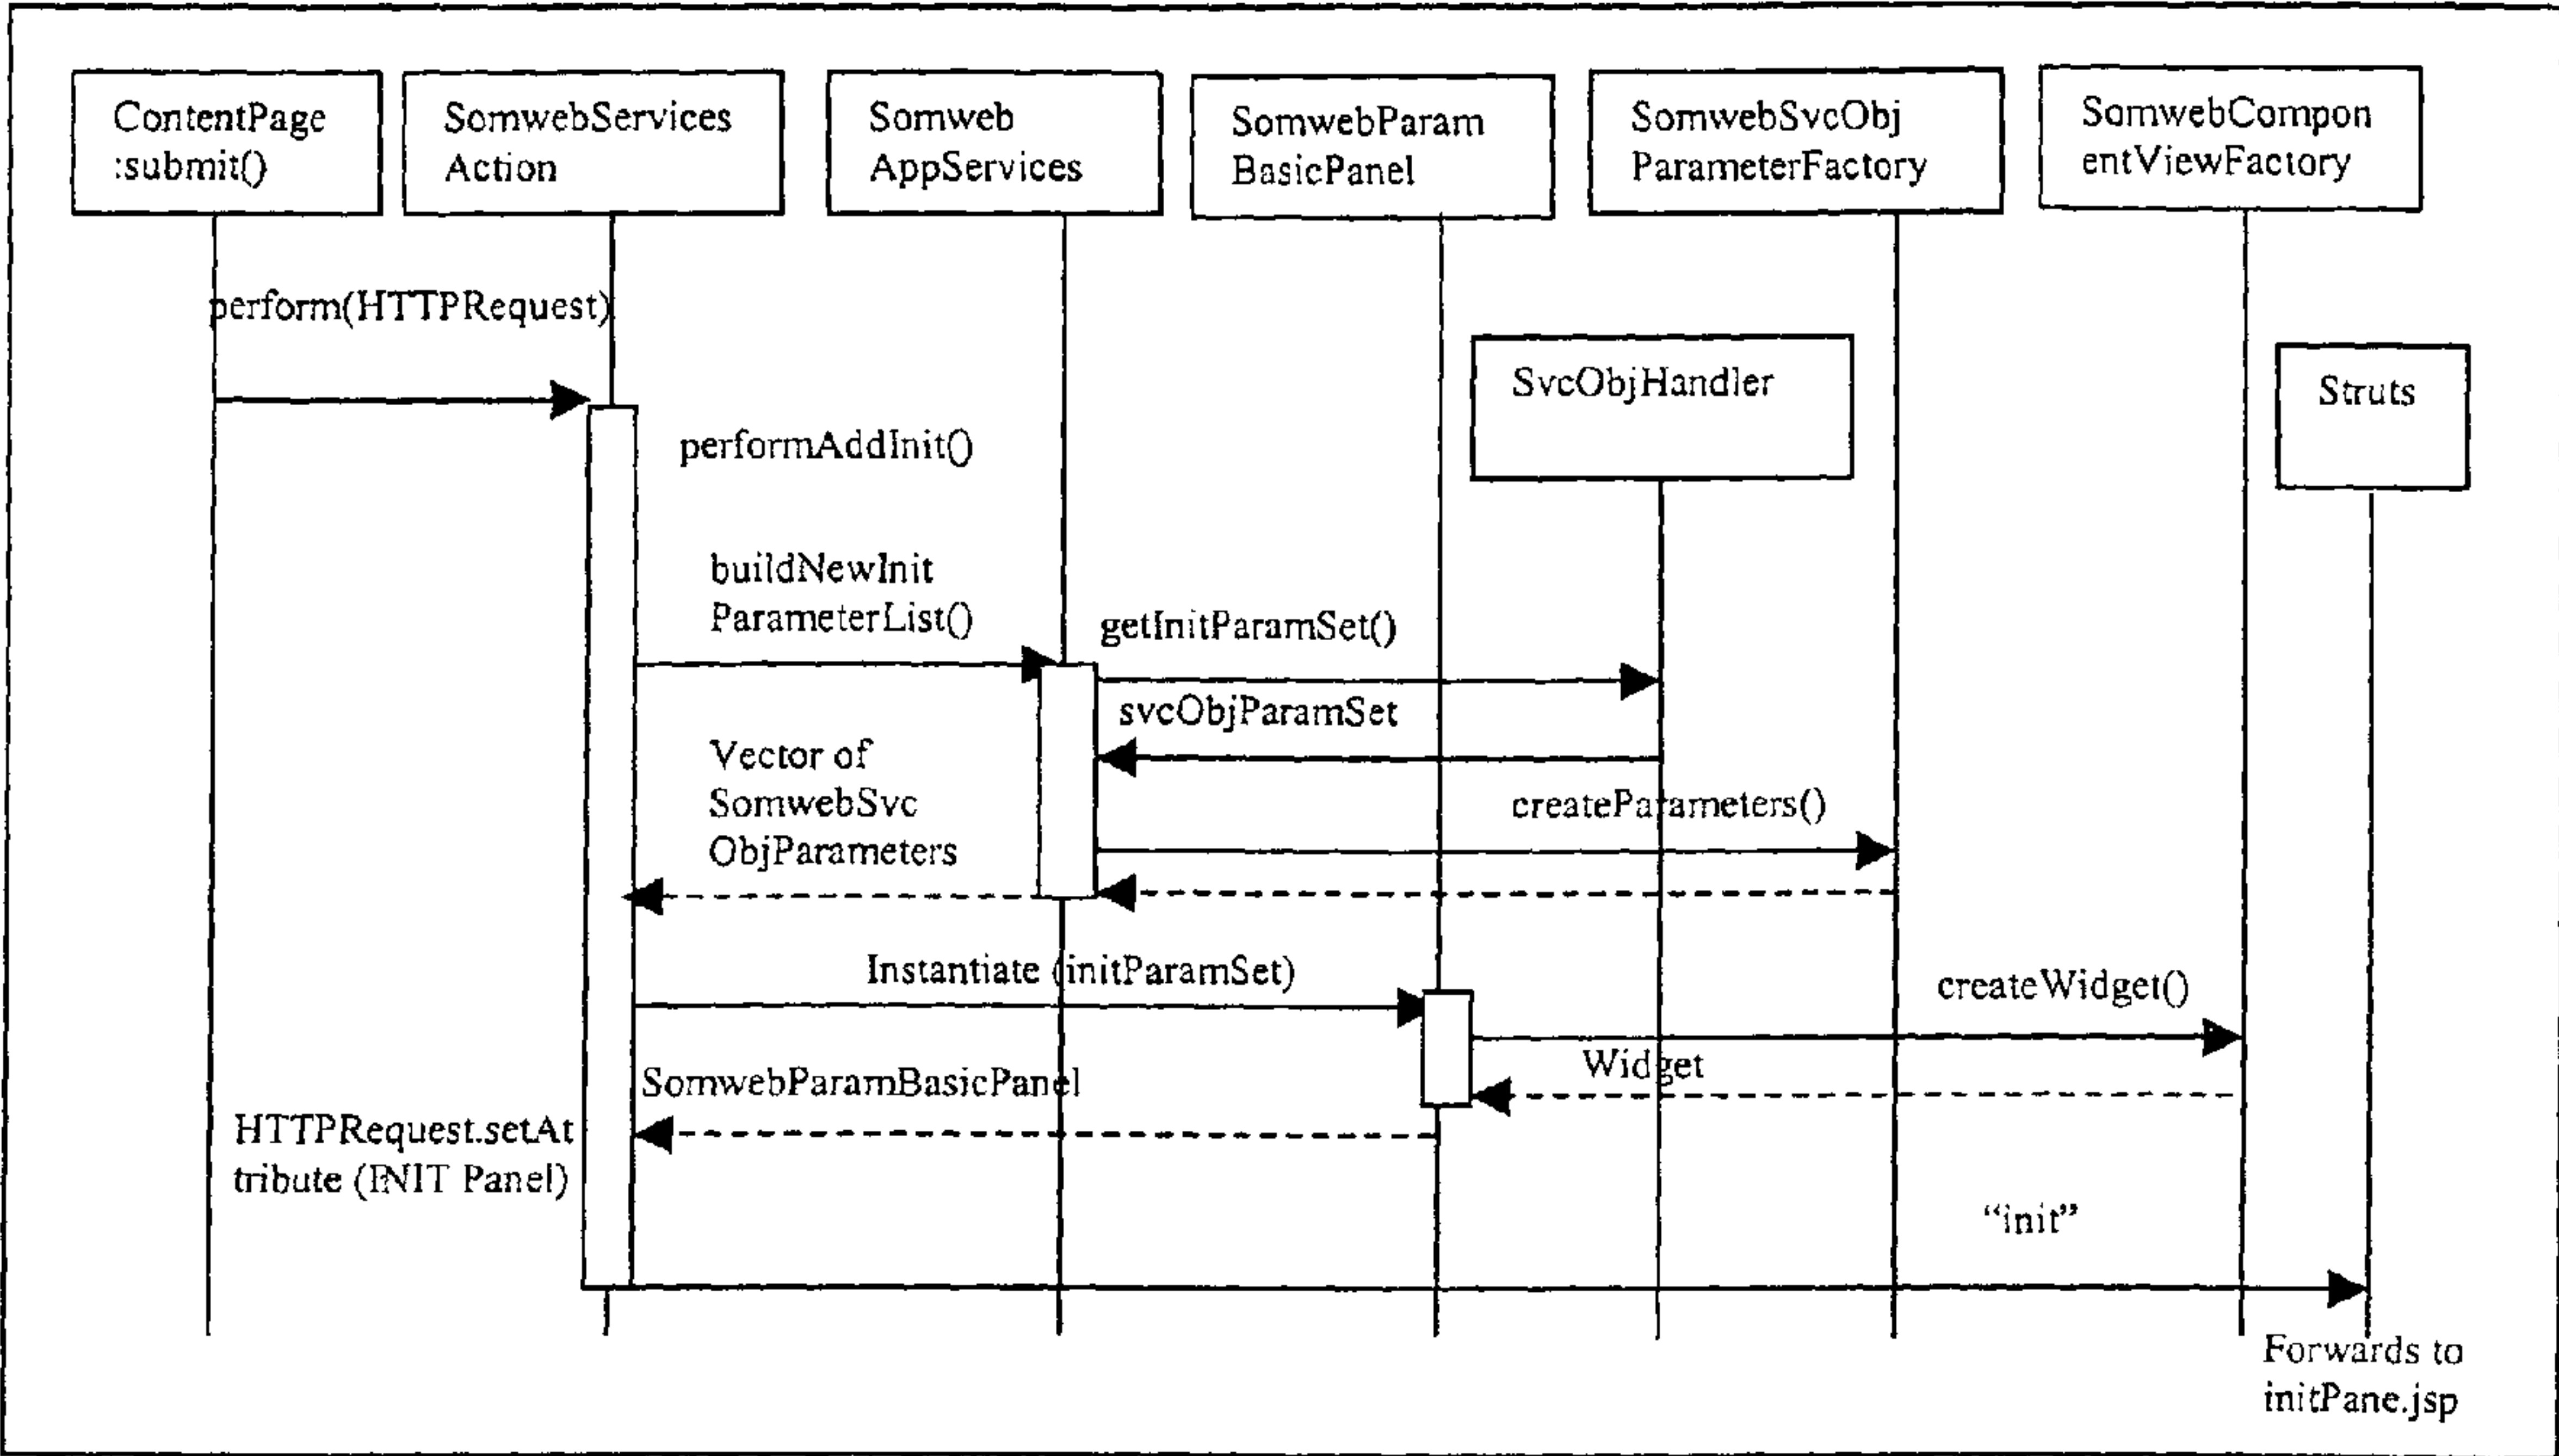 ContentPage
:submit()
SomwebServices
Action
Somweb
AppServices
SomwebParam
BasicPanel
SomwebSvcObj
ParameterFactory
SomwebCompon
entViewFactory
perform(HTTPRequest)
SvcObjHandler
Struts
performAddInit()
buildNewInit
ParameterList()
getInitParamSet()
svcObjParamSet
Vector of
SomwebSvc
ObjParameters
createParameters()
Instantiate (initParamSet)
createWidget()
Widget
SomwebParamBasicPanel
HTTPRequest.setAt
tribute (INIT Panel)
“init”
Forwards to
initPane.jsp